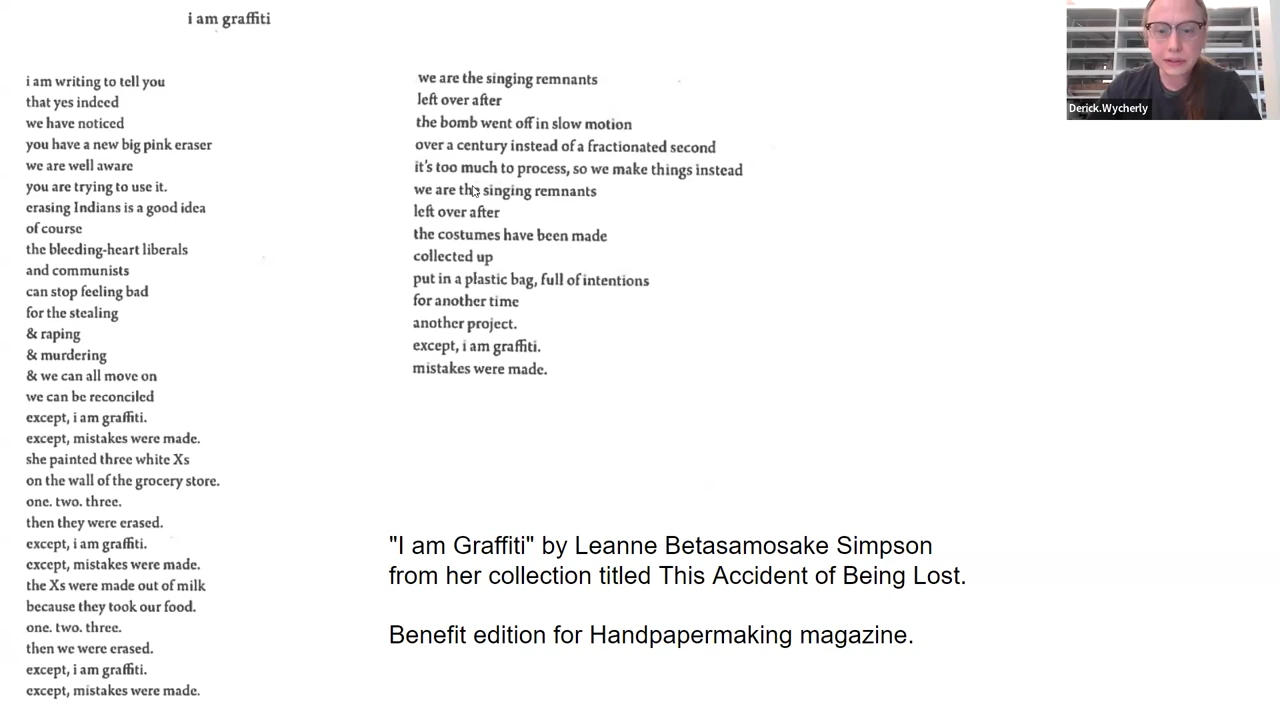 i am graffiti
i am writing to tell you
that yes indeed
we have noticed
you have a new big pink eraser
we are well aware
you are trying to use it.
erasing Indians is a good idea
of course
the bleeding-heart liberals
and communists
can stop feeling bad
for the stealing
& raping
& murdering
& we can all move on
we can be reconciled
except, i am graffiti.
except, mistakes were made.
she painted three white Xs
on the wall of the grocery store.
one. two. three.
then they were erased.
except, i am graffiti.
except, mistakes were made.
the Xs were made out of milk
because they took our food.
one. two. three.
then we were erased.
except, i am graffiti.
except, mistakes were made.
we are the singing remnants
left over after
the bomb went off in slow motion
over a century instead of a fractionated second
it's too much to process, so we make things instead
we are the singing remnants
left over after
the costumes have been made
collected up
put in a plastic bag, full of intentions
for another time
another project.
except, i am graffiti.
mistakes were made.
"I am Graffiti" by Leanne Betasamosake Simpson
from her collection titled This Accident of Being Lost.
Benefit edition for Handpapermaking magazine.
Derick.Wycherly